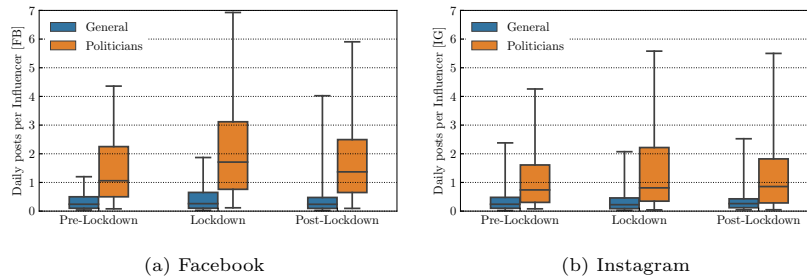 7
6
5
4
3
2
1
0
Daily posts per Influencer [FB]
General
Politicians
Pre-Lockdown Lockdown Post-Lockdown
(a) Facebook
7
6
5
4
3
2
1
0
Daily posts per Influencer [IG]
General
Politicians
Pre-Lockdown Lockdown Post-Lockdown
(b) Instagram